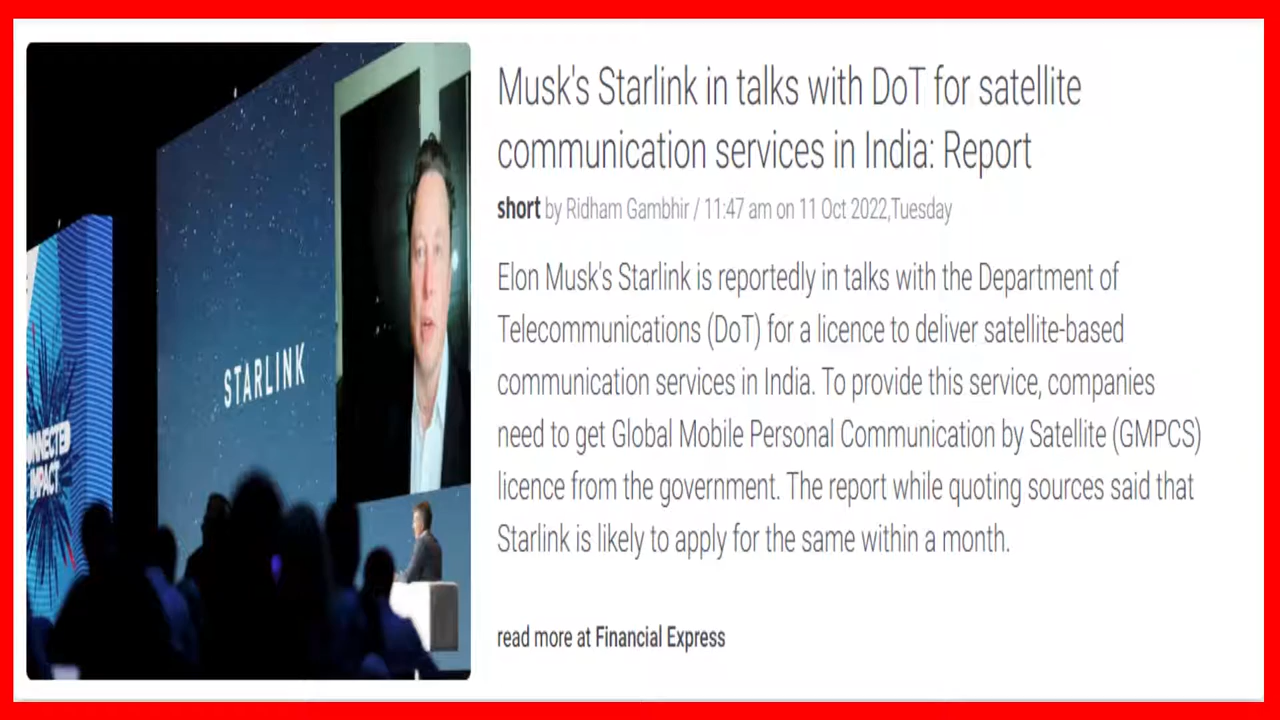 STARLINK
IMPACT
Musk's Starlink in talks with DoT for satellite
communication services in India: Report
short by Ridham Gambhir / 11:47 am on 11 Oct 2022,Tuesday
Elon Musk's Starlink is reportedly in talks with the Department of
Telecommunications (DoT) for a licence to deliver satellite-based
communication services in India. To provide this service, companies
need to get Global Mobile Personal Communication by Satellite (GMPCS)
licence from the government. The report while quoting sources said that
Starlink is likely to apply for the same within a month.
read more at Financial Express